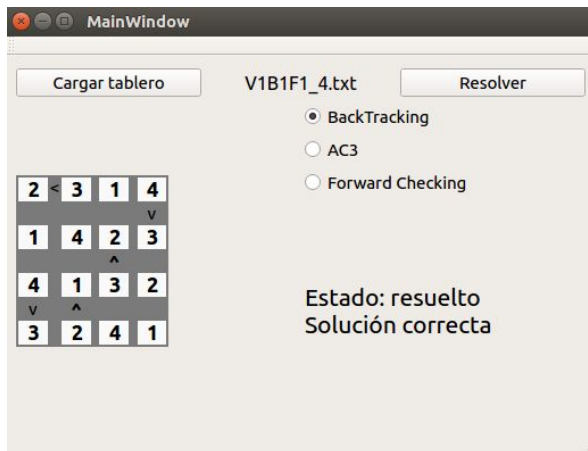 MainWindow
Cargar tablero V1B1F1_4.txt Resolver
BackTracking
AC3
Forward Checking
2 < 3 1 4
v
1 4 2 3
^
4 1 3 2
v ^
3 2 4 1
Estado: resuelto
Solución correcta